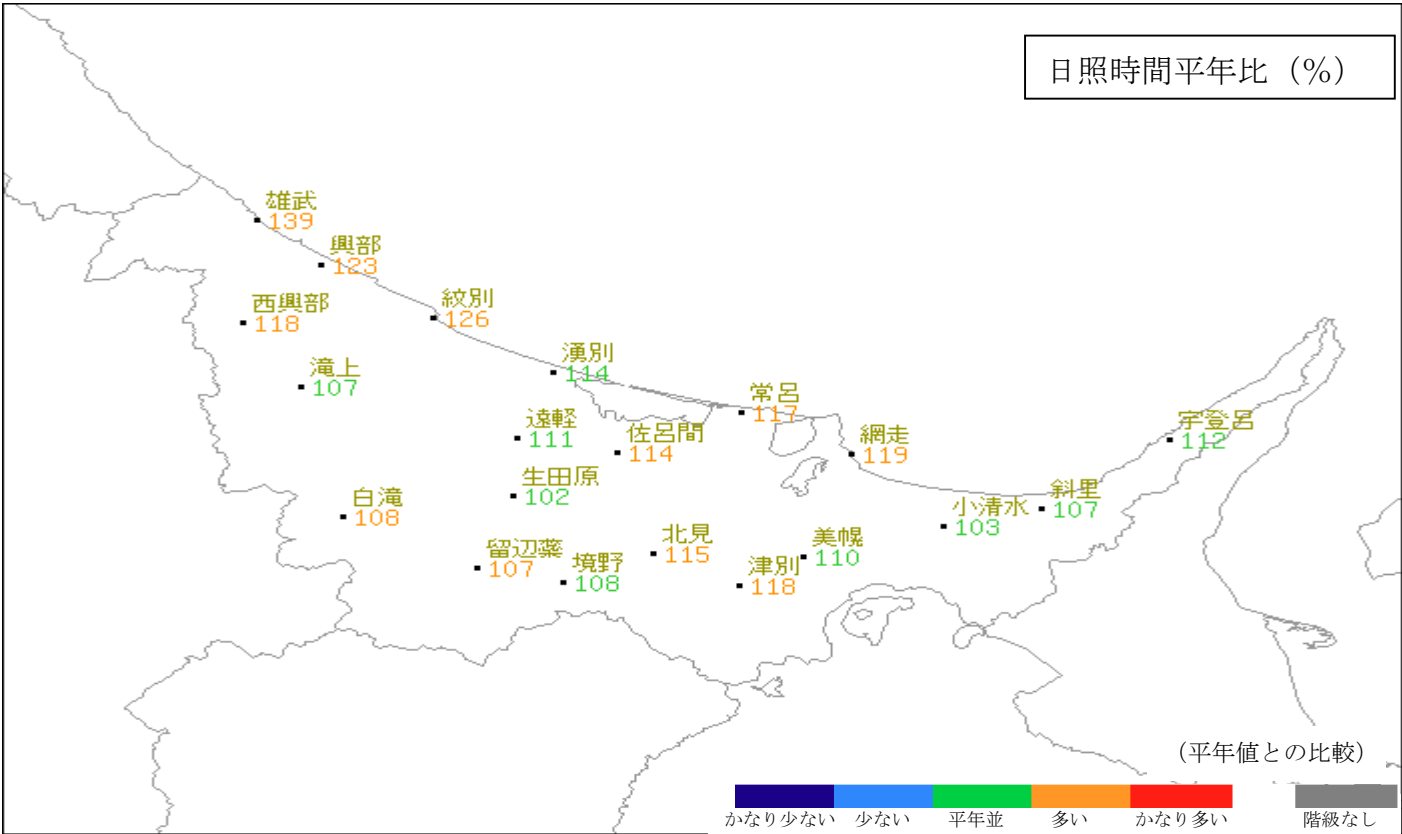 日照時間平年比（%）
雄武
139
興部
123
西興部
118
紋別
126
滝上
107
湧別
114
常呂
117
遠軽
111
佐呂間
114
網走
119
宇登呂
112
生田原
102
白滝
108
斜里
107
小清水
103
北見
115
美幌
110
留辺蘂
107
境野
108
津別
118
（平年値との比較）
かなり少ない 少ない 平年並 多い かなり多い 階級なし